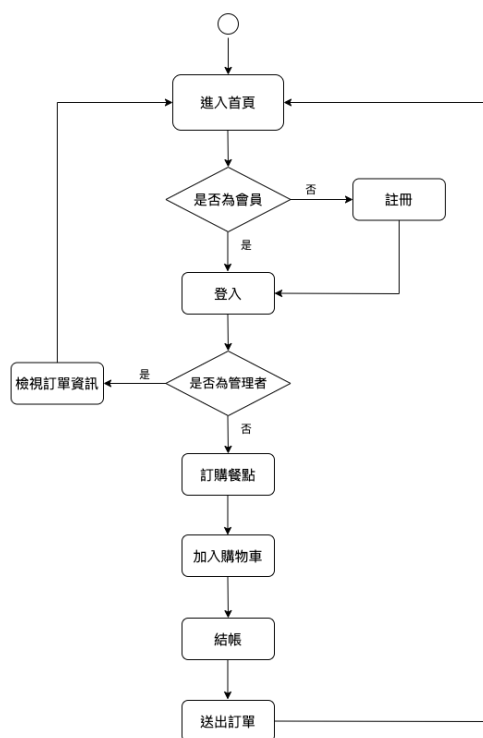 進入首頁
是否為會員
否
註冊
是
登入
檢視訂單資訊
是
是否為管理者
否
訂購餐點
加入購物車
結帳
送出訂單